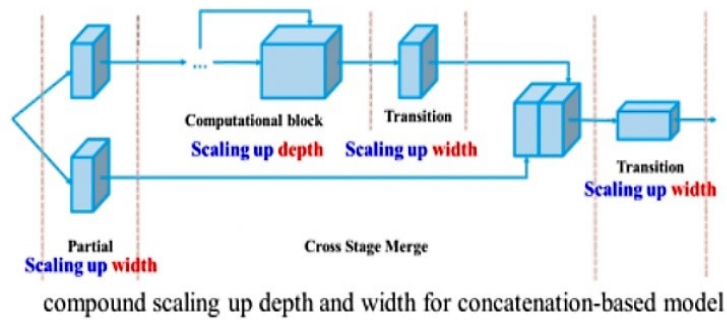 ...
Computational block
Transition
Scaling up depth
Scaling up width
Transition
Scaling up width
Partial
Cross Stage Merge
Scaling up width
compound scaling up depth and width for concatenation-based model